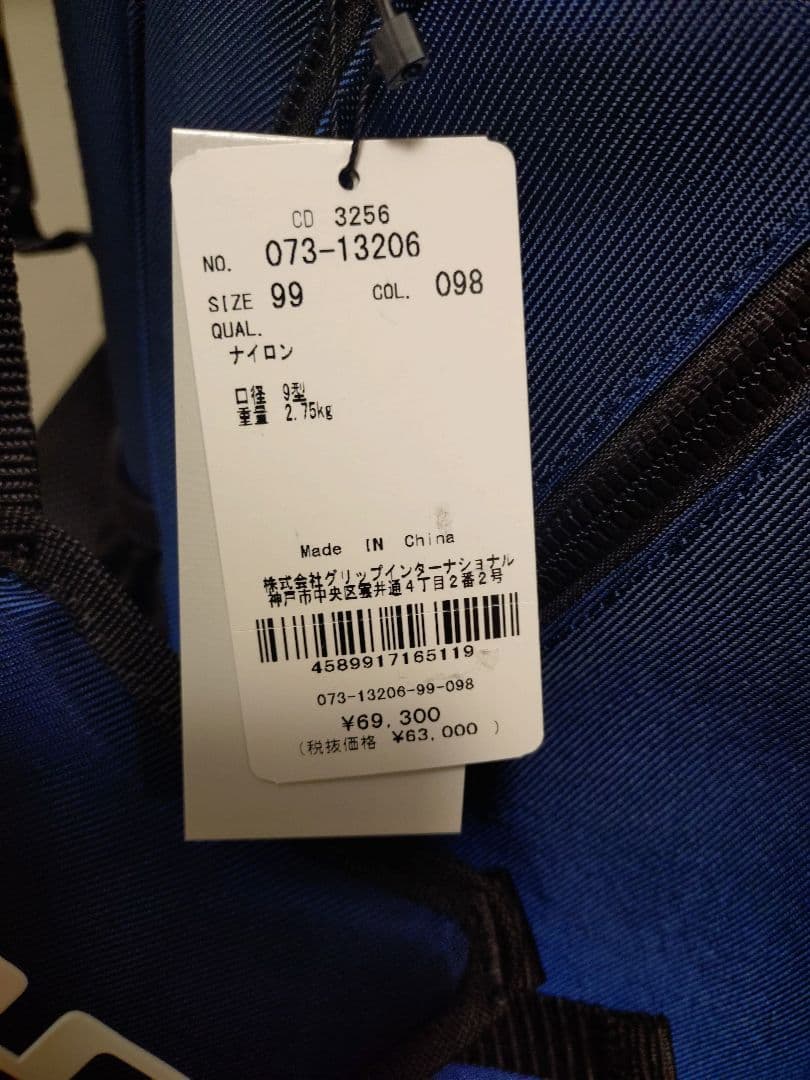 CD 3256
NO. 073-13206
SIZE 99 COL. 098
QUAL.
ナイロン
口径 9型
重量 2.75kg
Made IN China
株式会社グリップインターナショナル
神戸市中央区雲井通4丁目2番2号
4589917165119
073-13206-99-098
¥69,300
(税抜価格 ¥63,000 )